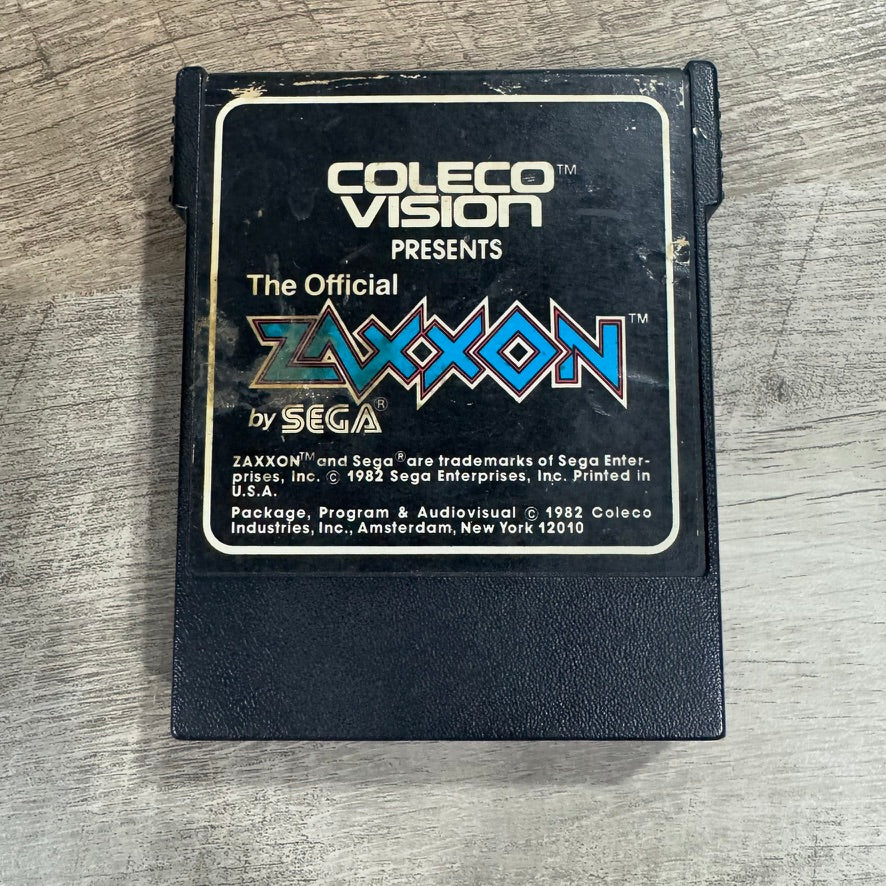 COLECO™
VISION
PRESENTS
The Official
ZAXXON™
by SEGA®
ZAXXON™ and Sega® are trademarks of Sega Enter-
prises, Inc. © 1982 Sega Enterprises, Inc. Printed in
U.S.A.
Package, Program & Audiovisual © 1982 Coleco
Industries, Inc., Amsterdam, New York 12010